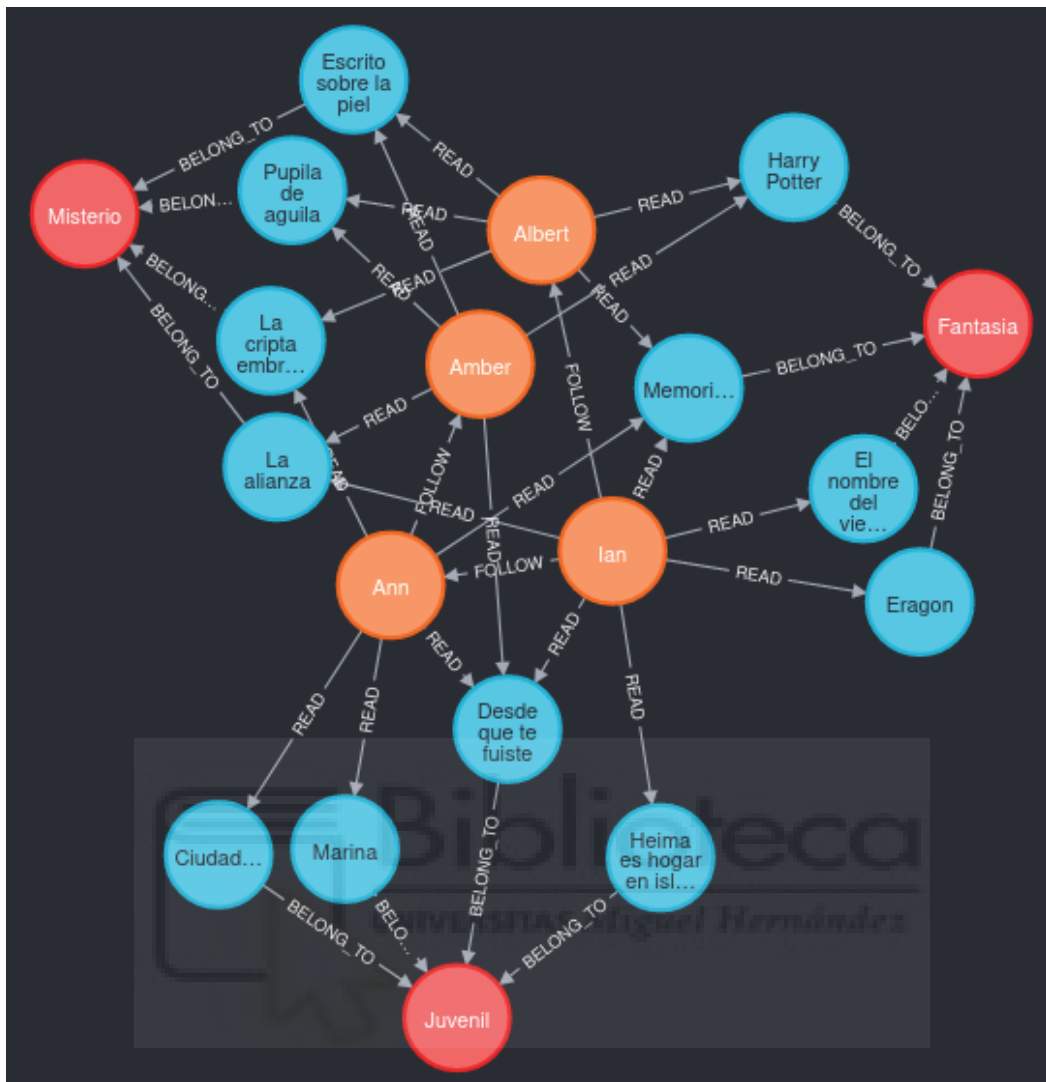 Escrito
sobre la
piel
BELONG_TO
Pupila
de
aguila
READ
Harry
Potter
Misterio
BELON...
READ
READ
READ
Albert
BELONG_TO
BELONG...
READ
READ
READ
READ
La
cripta
embr...
Fantasia
BELONG_TO
Amber
BELONG_TO
FOLLOW
Memori...
READ
BELO...
La
alianza
READ
FOLLOW
READ
READ
El
nombre
del
vie...
BELONG_TO
READ
READ
READ
Ian
FOLLOW
READ
Ann
Eragon
READ
READ
READ
READ
READ
Desde
que te
fuiste
Biblioteca
UNIVERSITAS Miguel Hernández
Ciudad...
Marina
BELONG_TO
Heima
es hogar
en isl...
BELONG_TO
BELO...
BELONG_TO
Juvenil